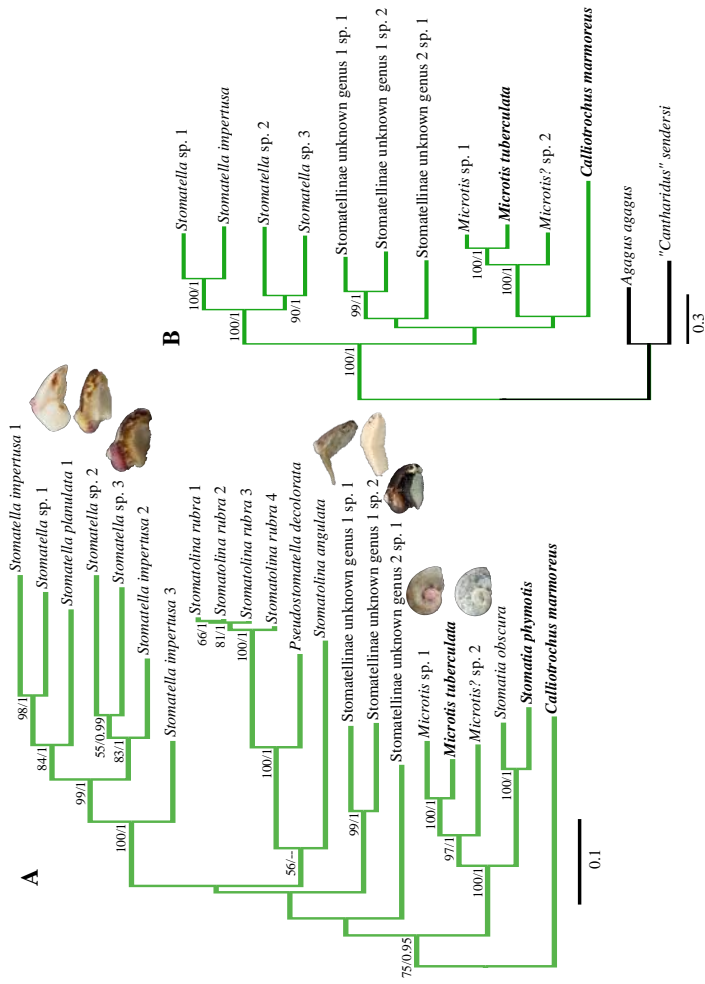 A
Stomatella impertusa 1
Stomatella sp. 1
Stomatella planulata 1
Stomatella sp. 2
Stomatella sp. 3
Stomatella impertusa 2
Stomatella impertusa 3
Stomatolina rubra 1
Stomatolina rubra 2
Stomatolina rubra 3
Stomatolina rubra 4
Pseudostomatella decolorata
Stomatolina angulata
Stomatellinae unknown genus 1 sp. 1
Stomatellinae unknown genus 1 sp. 2
Stomatellinae unknown genus 2 sp. 1
Microtis sp. 1
Microtis tuberculata
Microtis? sp. 2
Stomatia obscura
Stomatia phymotis
Calliotrochus marmoreus
98/1
84/1
55/0.99
83/1
99/1
100/1
66/1
81/1
100/1
100/1
56/--
99/1
100/1
97/1
100/1
100/1
75/0.95
0.1
B
Stomatella sp. 1
Stomatella impertusa
Stomatella sp. 2
Stomatella sp. 3
Stomatellinae unknown genus 1 sp. 1
Stomatellinae unknown genus 1 sp. 2
Stomatellinae unknown genus 2 sp. 1
Microtis sp. 1
Microtis tuberculata
Microtis? sp. 2
Calliotrochus marmoreus
Agagus agagus
"Cantharidus" sendersi
100/1
100/1
90/1
99/1
100/1
100/1
100/1
0.3